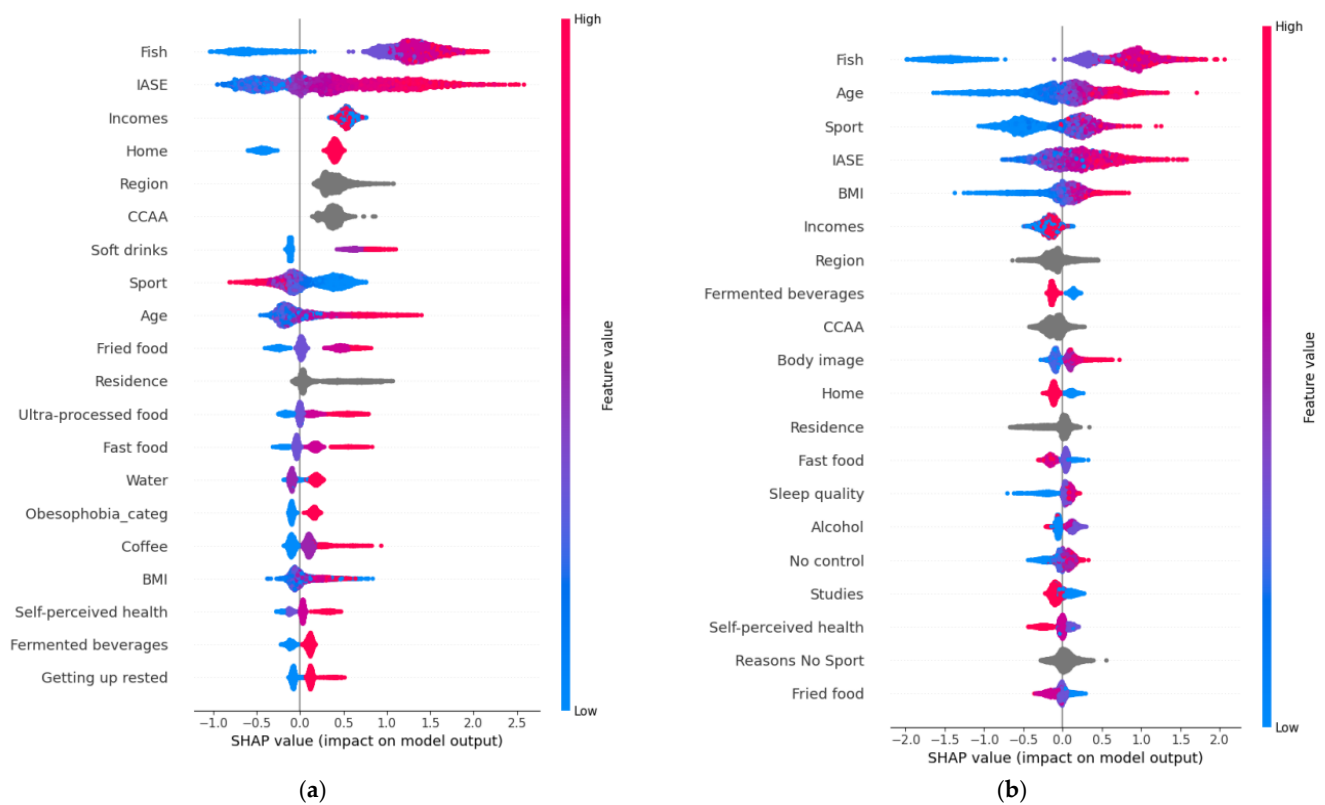 High
Fish
IASE
Incomes
Home
Region
CCAA
Soft drinks
Sport
Age
Fried food
Residence
Ultra-processed food
Fast food
Water
Obesophobia_categ
Coffee
BMI
Self-perceived health
Fermented beverages
Getting up rested
Low
Feature value
−1.0 −0.5 0.0 0.5 1.0 1.5 2.0 2.5
SHAP value (impact on model output)
(a)
High
Fish
Age
Sport
IASE
BMI
Incomes
Region
Fermented beverages
CCAA
Body image
Home
Residence
Fast food
Sleep quality
Alcohol
No control
Studies
Self-perceived health
Reasons No Sport
Fried food
Low
Feature value
−2.0 −1.5 −1.0 −0.5 0.0 0.5 1.0 1.5 2.0
SHAP value (impact on model output)
(b)